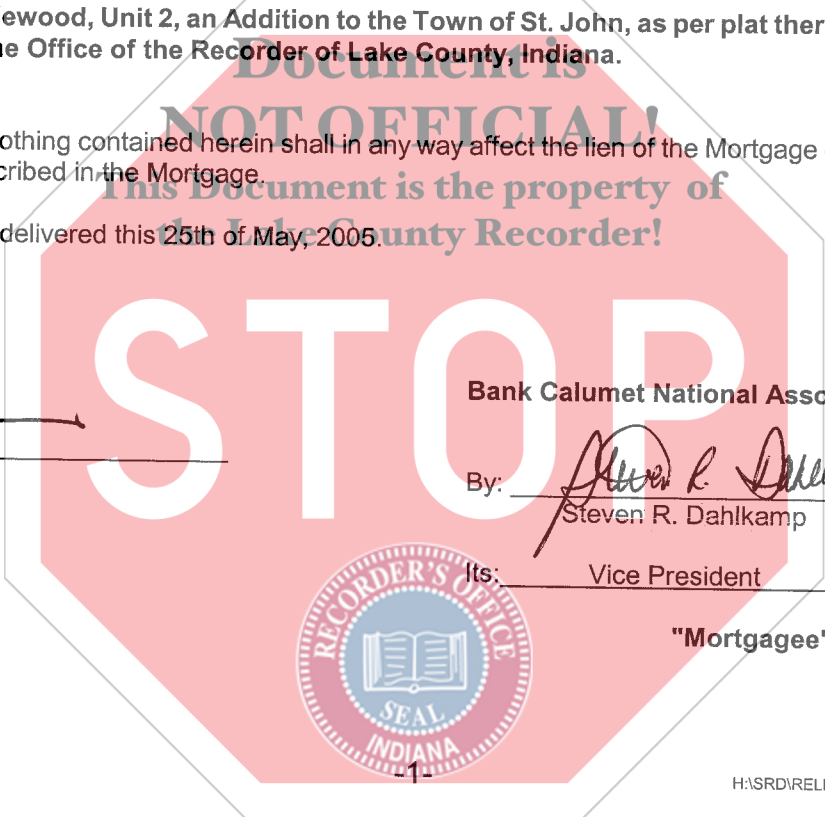 ewood, Unit 2, an Addition to the Town of St. John, as per plat ther
e Office of the Recorder of Lake County, Indiana.
Document is
NOT OFFICIAL!
othing contained herein shall in any way affect the lien of the Mortgage
cribed in the Mortgage.
This Document is the property of
the Lake County Recorder!
delivered this 25th of May, 2005.
STOP
Bank Calumet National Asso
By: Steven R. Dahl
Steven R. Dahlkamp
Its: Vice President
"Mortgagee"
RECORDER'S OFFICE
SEAL
INDIANA
-1-
H:\SRD\REL